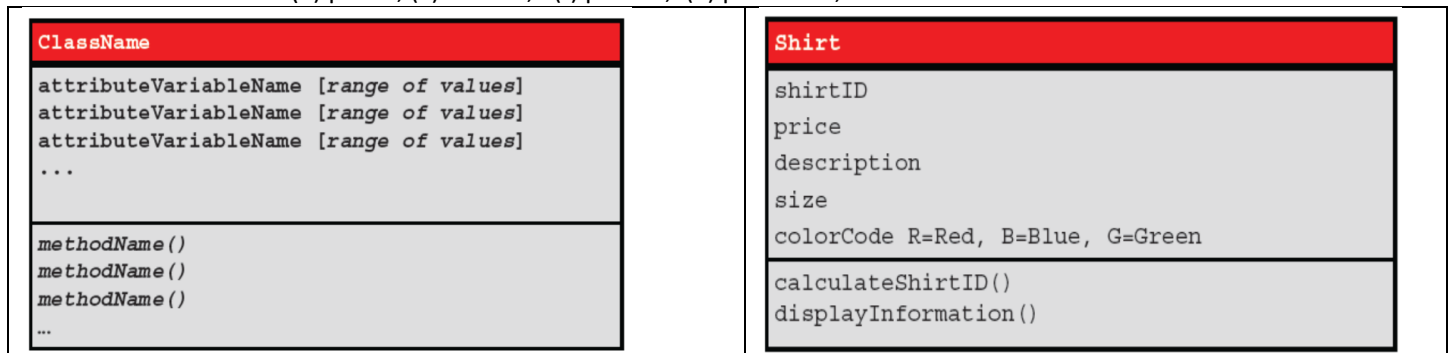 ClassName
attributeVariableName [range of values]
attributeVariableName [range of values]
attributeVariableName [range of values]
...
methodName()
methodName()
methodName()
…
Shirt
shirtID
price
description
size
colorCode R=Red, B=Blue, G=Green
calculateShirtID()
displayInformation()